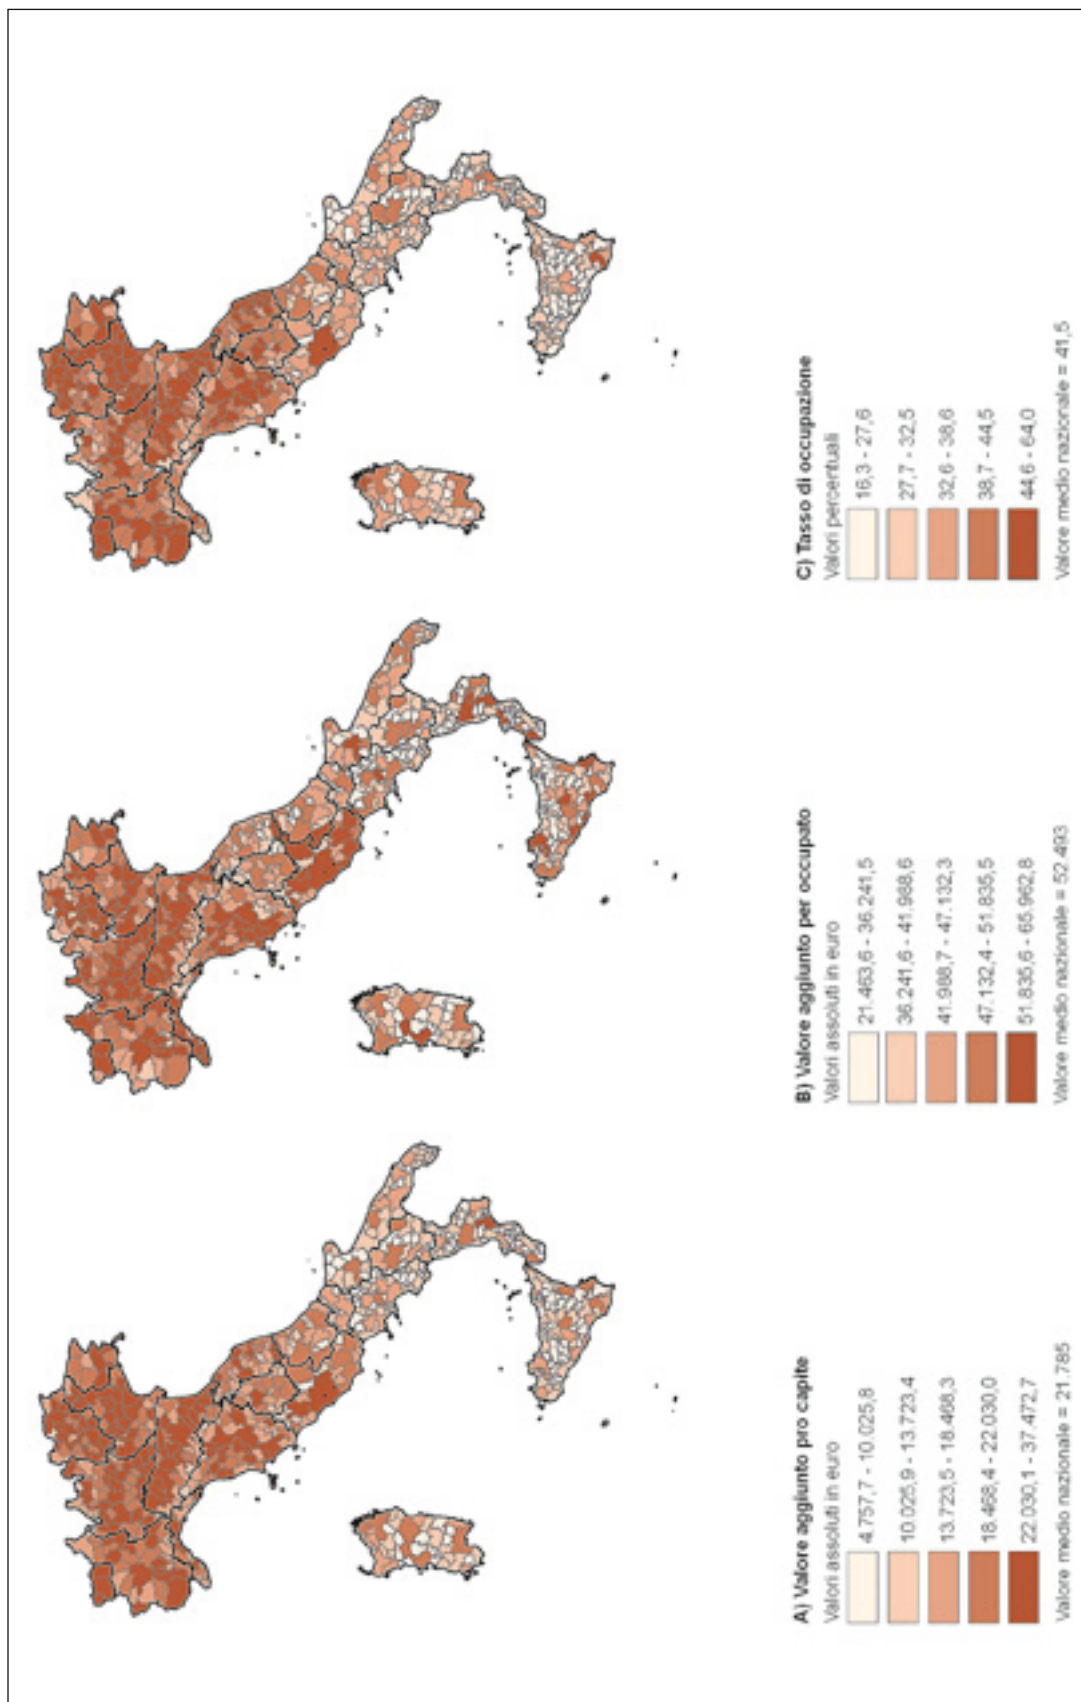 A) Valore aggiunto pro capite
Valori assoluti in euro
4.757,7 - 10.025,8
10.025,9 - 13.723,4
13.723,5 - 18.468,3
18.468,4 - 22.030,0
22.030,1 - 37.472,7
Valore medio nazionale = 21.785
B) Valore aggiunto per occupato
Valori assoluti in euro
21.463,6 - 36.241,5
36.241,6 - 41.988,6
41.988,7 - 47.132,3
47.132,4 - 51.835,5
51.835,6 - 65.962,8
Valore medio nazionale = 52.493
C) Tasso di occupazione
Valori percentuali
16,3 - 27,6
27,7 - 32,5
32,6 - 38,6
38,7 - 44,5
44,6 - 64,0
Valore medio nazionale = 41,5